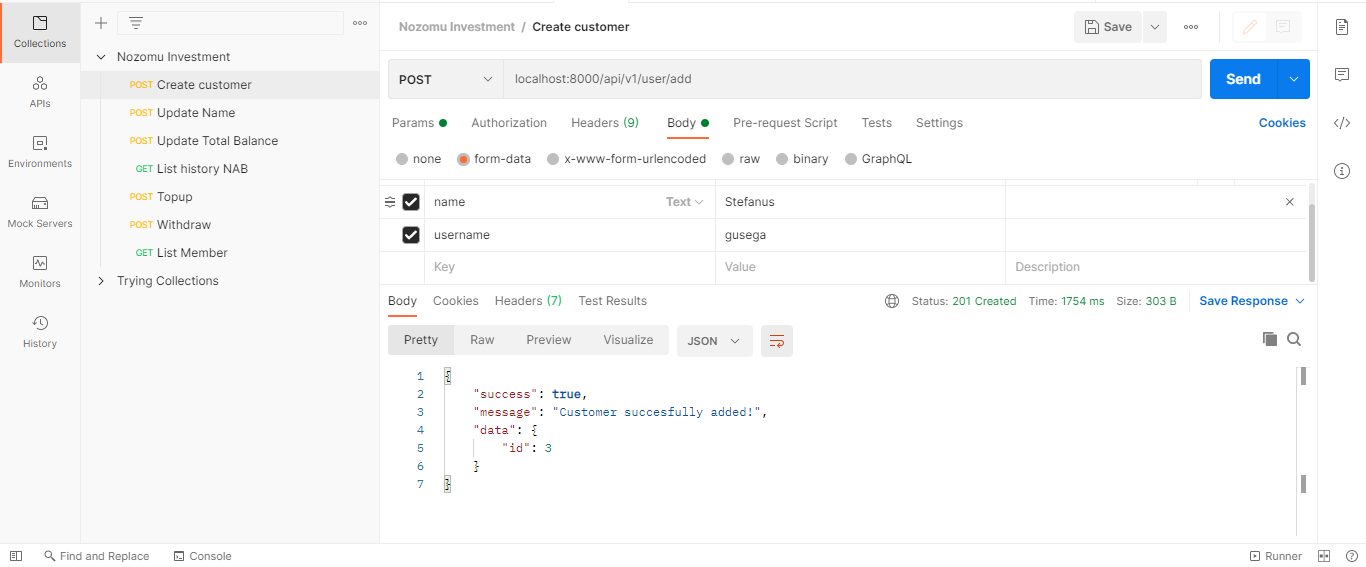 Collections
APIs
Environments
Mock Servers
Monitors
History
Nozomu Investment
POST Create customer
POST Update Name
POST Update Total Balance
GET List history NAB
POST Topup
POST Withdraw
GET List Member
Trying Collections
Nozomu Investment / Create customer
Save
POST localhost:8000/api/v1/user/add Send
Params Authorization Headers (9) Body Pre-request Script Tests Settings Cookies
none form-data x-www-form-urlencoded raw binary GraphQL
name Text Stefanus
username gusega
Key Value Description
Body Cookies Headers (7) Test Results Status: 201 Created Time: 1754 ms Size: 303 B Save Response
Pretty Raw Preview Visualize JSON
1 {
2 "success": true,
3 "message": "Customer succesfully added!",
4 "data": {
5 "id": 3
6 }
7 }
Find and Replace Console Runner